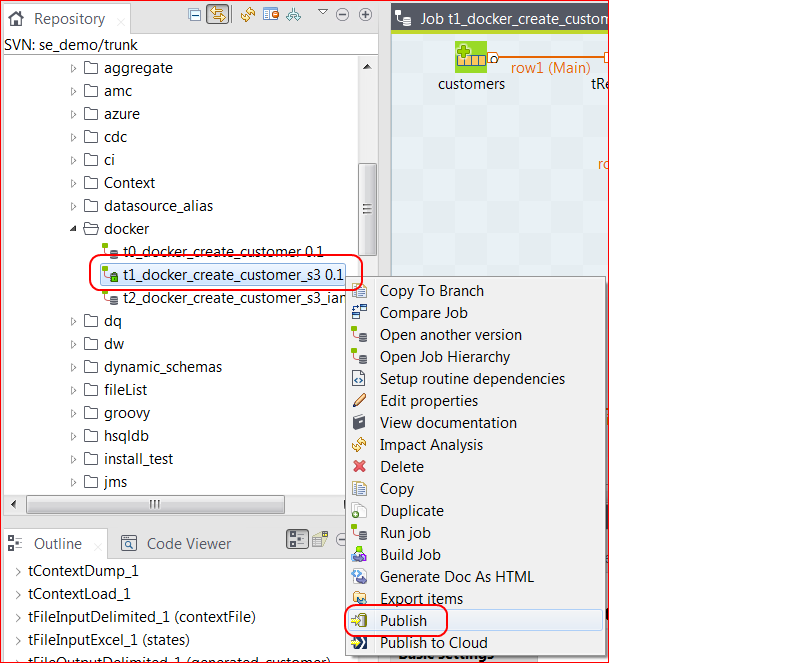 Repository
SVN: se_demo/trunk
aggregate
amc
azure
cdc
ci
Context
datasource_alias
docker
t0_docker_create_customer 0.1
t1_docker_create_customer_s3 0.1
t2_docker_create_customer_s3_iam
dq
dw
dynamic_schemas
fileList
groovy
hsqldb
install_test
jms
Job t1_docker_create_custom
customers
row1 (Main)
tRe
ro
Copy To Branch
Compare Job
Open another version
Open Job Hierarchy
Setup routine dependencies
Edit properties
View documentation
Impact Analysis
Delete
Copy
Duplicate
Run job
Build Job
Generate Doc As HTML
Export items
Publish
Publish to Cloud
Outline
Code Viewer
tContextDump_1
tContextLoad_1
tFileInputDelimited_1 (contextFile)
tFileInputExcel_1 (states)
tFileOutputDelimited_1 (generated_customer)
Basic settings